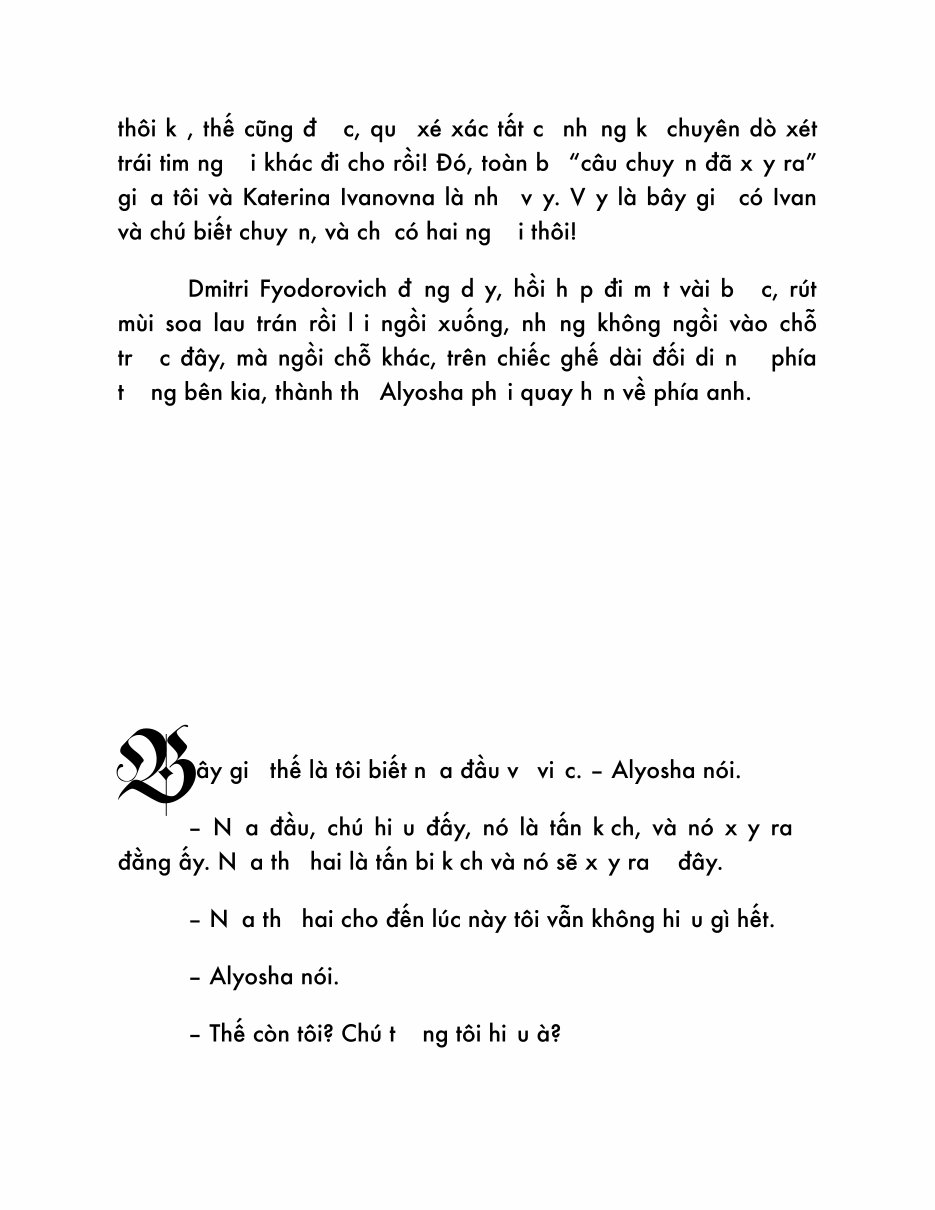 thôi k , thế cũng đ c, qu xé xác tất c nh ng k chuyên dò xét
trái tim ng i khác đi cho rồi! Đó, toàn b “câu chuy n đã x y ra”
gi a tôi và Katerina Ivanovna là nh v y. V y là bây gi có Ivan
và chú biết chuy n, và ch có hai ng i thôi!
Dmitri Fyodorovich đ ng d y, hồi h p đi m t vài b c, rút
mùi soa lau trán rồi l i ngồi xuống, nh ng không ngồi vào chỗ
tr c đây, mà ngồi chỗ khác, trên chiếc ghế dài đối di n phía
t ng bên kia, thành th Alyosha ph i quay h n về phía anh.
Bây gi thế là tôi biết n a đầu v vi c. – Alyosha nói.
– N a đầu, chú hi u đấy, nó là tấn k ch, và nó x y ra
đằng ấy. N a th hai là tấn bi k ch và nó sẽ x y ra đây.
– N a th hai cho đến lúc này tôi vẫn không hi u gì hết.
– Alyosha nói.
– Thế còn tôi? Chú t ng tôi hi u à?